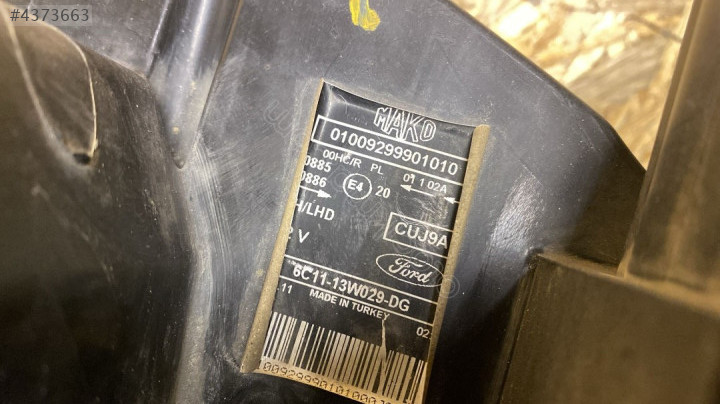 #4373663
MAKO
01009299901010
00HC/R PL 01 1 02A
0885
0886
E4 20
H/LHD
CUJ9A
2 V
Ford
6C11-13W029-DG
11 MADE IN TURKEY 02